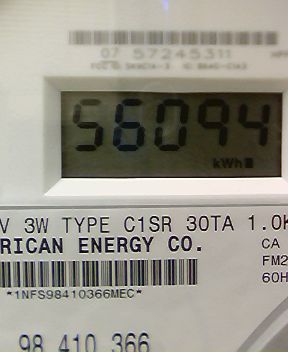 07 57245311
56094
kWh
V 3W TYPE C1SR 30TA 1.0K
RICAN ENERGY CO.
CA
FM2
60H
*1NFS98410366MEC*
98 410 366